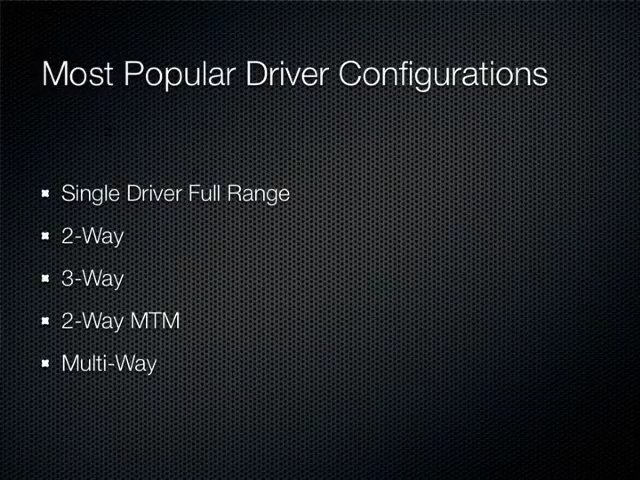 Most Popular Driver Configurations
Single Driver Full Range
2-Way
3-Way
2-Way MTM
Multi-Way